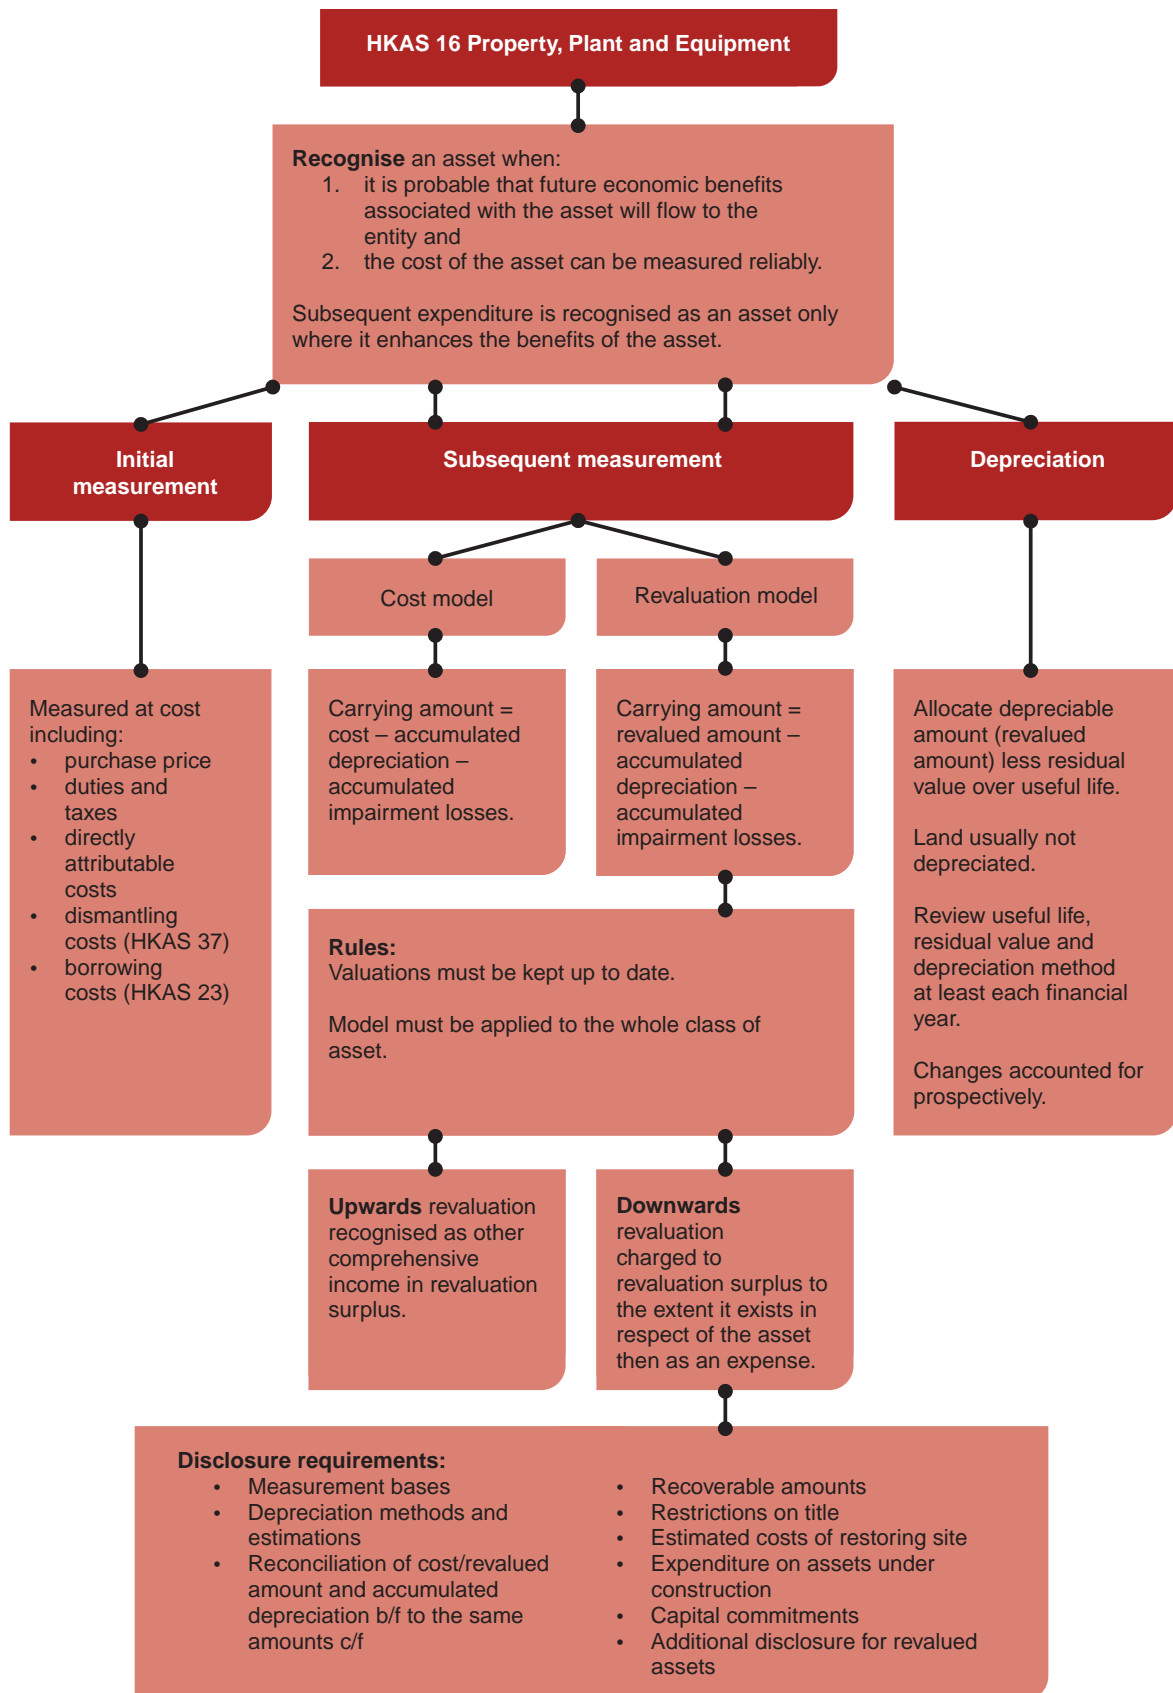 HKAS 16 Property, Plant and Equipment
Recognise an asset when:
1. it is probable that future economic benefits
associated with the asset will flow to the
entity and
2. the cost of the asset can be measured reliably.
Subsequent expenditure is recognised as an asset only
where it enhances the benefits of the asset.
Initial
measurement
Subsequent measurement
Depreciation
Cost model
Revaluation model
Measured at cost
including:
• purchase price
• duties and
taxes
• directly
attributable
costs
• dismantling
costs (HKAS 37)
• borrowing
costs (HKAS 23)
Carrying amount =
cost – accumulated
depreciation –
accumulated
impairment losses.
Carrying amount =
revalued amount –
accumulated
depreciation –
accumulated
impairment losses.
Allocate depreciable
amount (revalued
amount) less residual
value over useful life.
Land usually not
depreciated.
Review useful life,
residual value and
depreciation method
at least each financial
year.
Changes accounted for
prospectively.
Rules:
Valuations must be kept up to date.
Model must be applied to the whole class of
asset.
Upwards revaluation
recognised as other
comprehensive
income in revaluation
surplus.
Downwards
revaluation
charged to
revaluation surplus to
the extent it exists in
respect of the asset
then as an expense.
Disclosure requirements:
• Measurement bases
• Depreciation methods and
estimations
• Reconciliation of cost/revalued
amount and accumulated
depreciation b/f to the same
amounts c/f
• Recoverable amounts
• Restrictions on title
• Estimated costs of restoring site
• Expenditure on assets under
construction
• Capital commitments
• Additional disclosure for revalued
assets